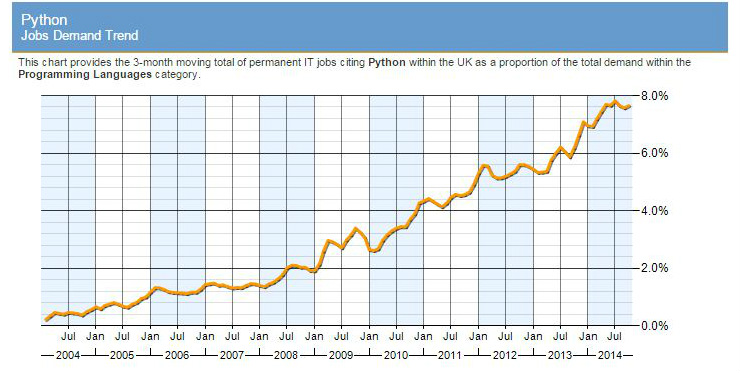 Python
Jobs Demand Trend
This chart provides the 3-month moving total of permanent IT jobs citing Python within the UK as a proportion of the total demand within the
Programming Languages category.
8.0%
6.0%
4.0%
2.0%
0.0%
Jul Jan Jul Jan Jul Jan Jul Jan Jul Jan Jul Jan Jul Jan Jul Jan Jul Jan Jul Jan Jul
2004 2005 2006 2007 2008 2009 2010 2011 2012 2013 2014